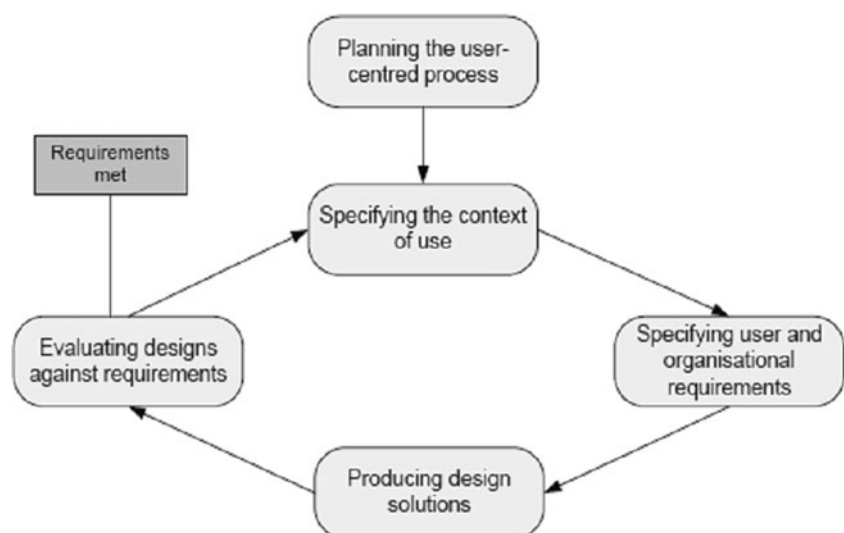 Planning the user-
centred process
Requirements
met
Specifying the context
of use
Evaluating designs
against requirements
Specifying user and
organisational
requirements
Producing design
solutions